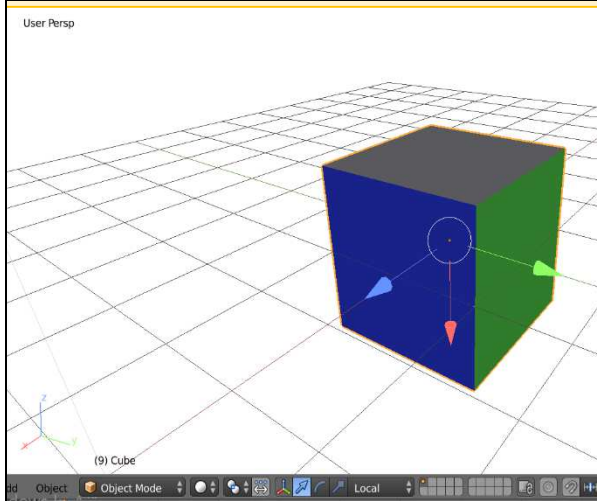 User Persp
z
y
x
(9) Cube
dd Object Object Mode Local